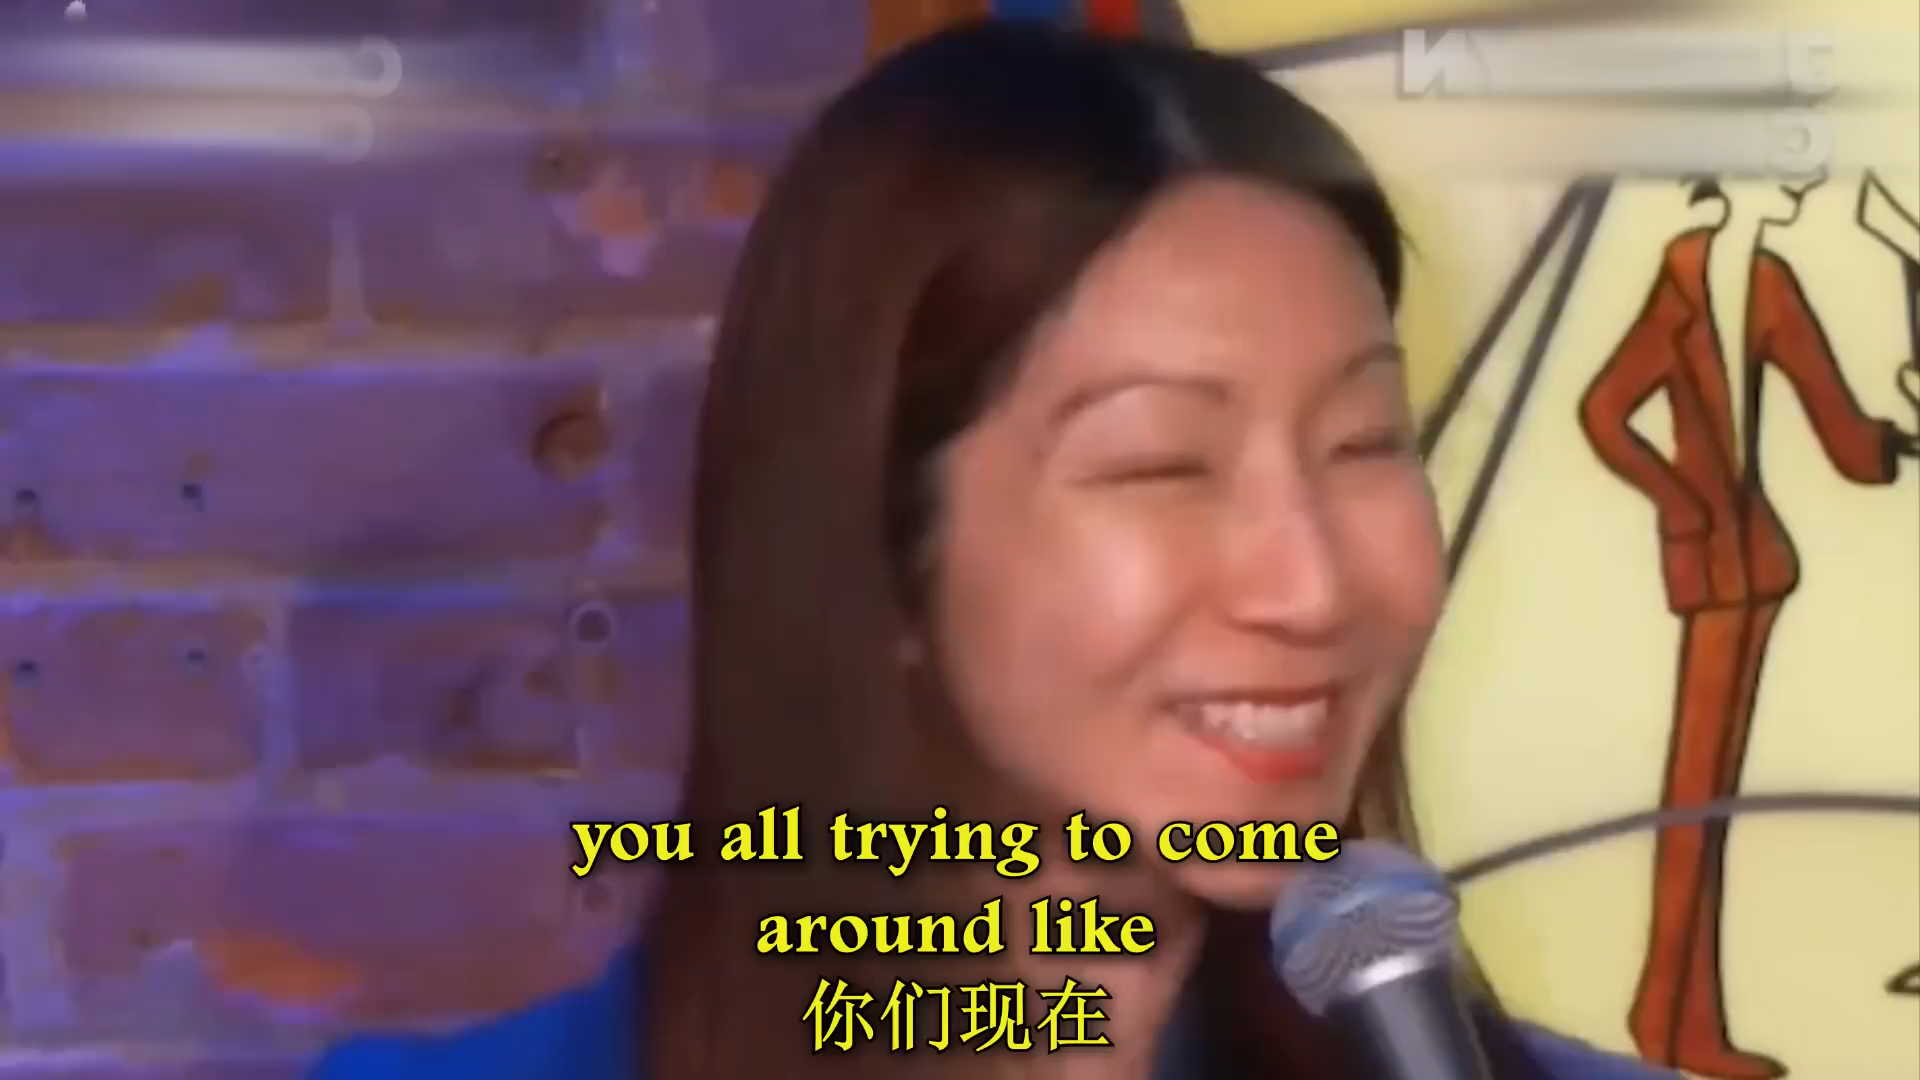 you all trying to come
around like
你们现在